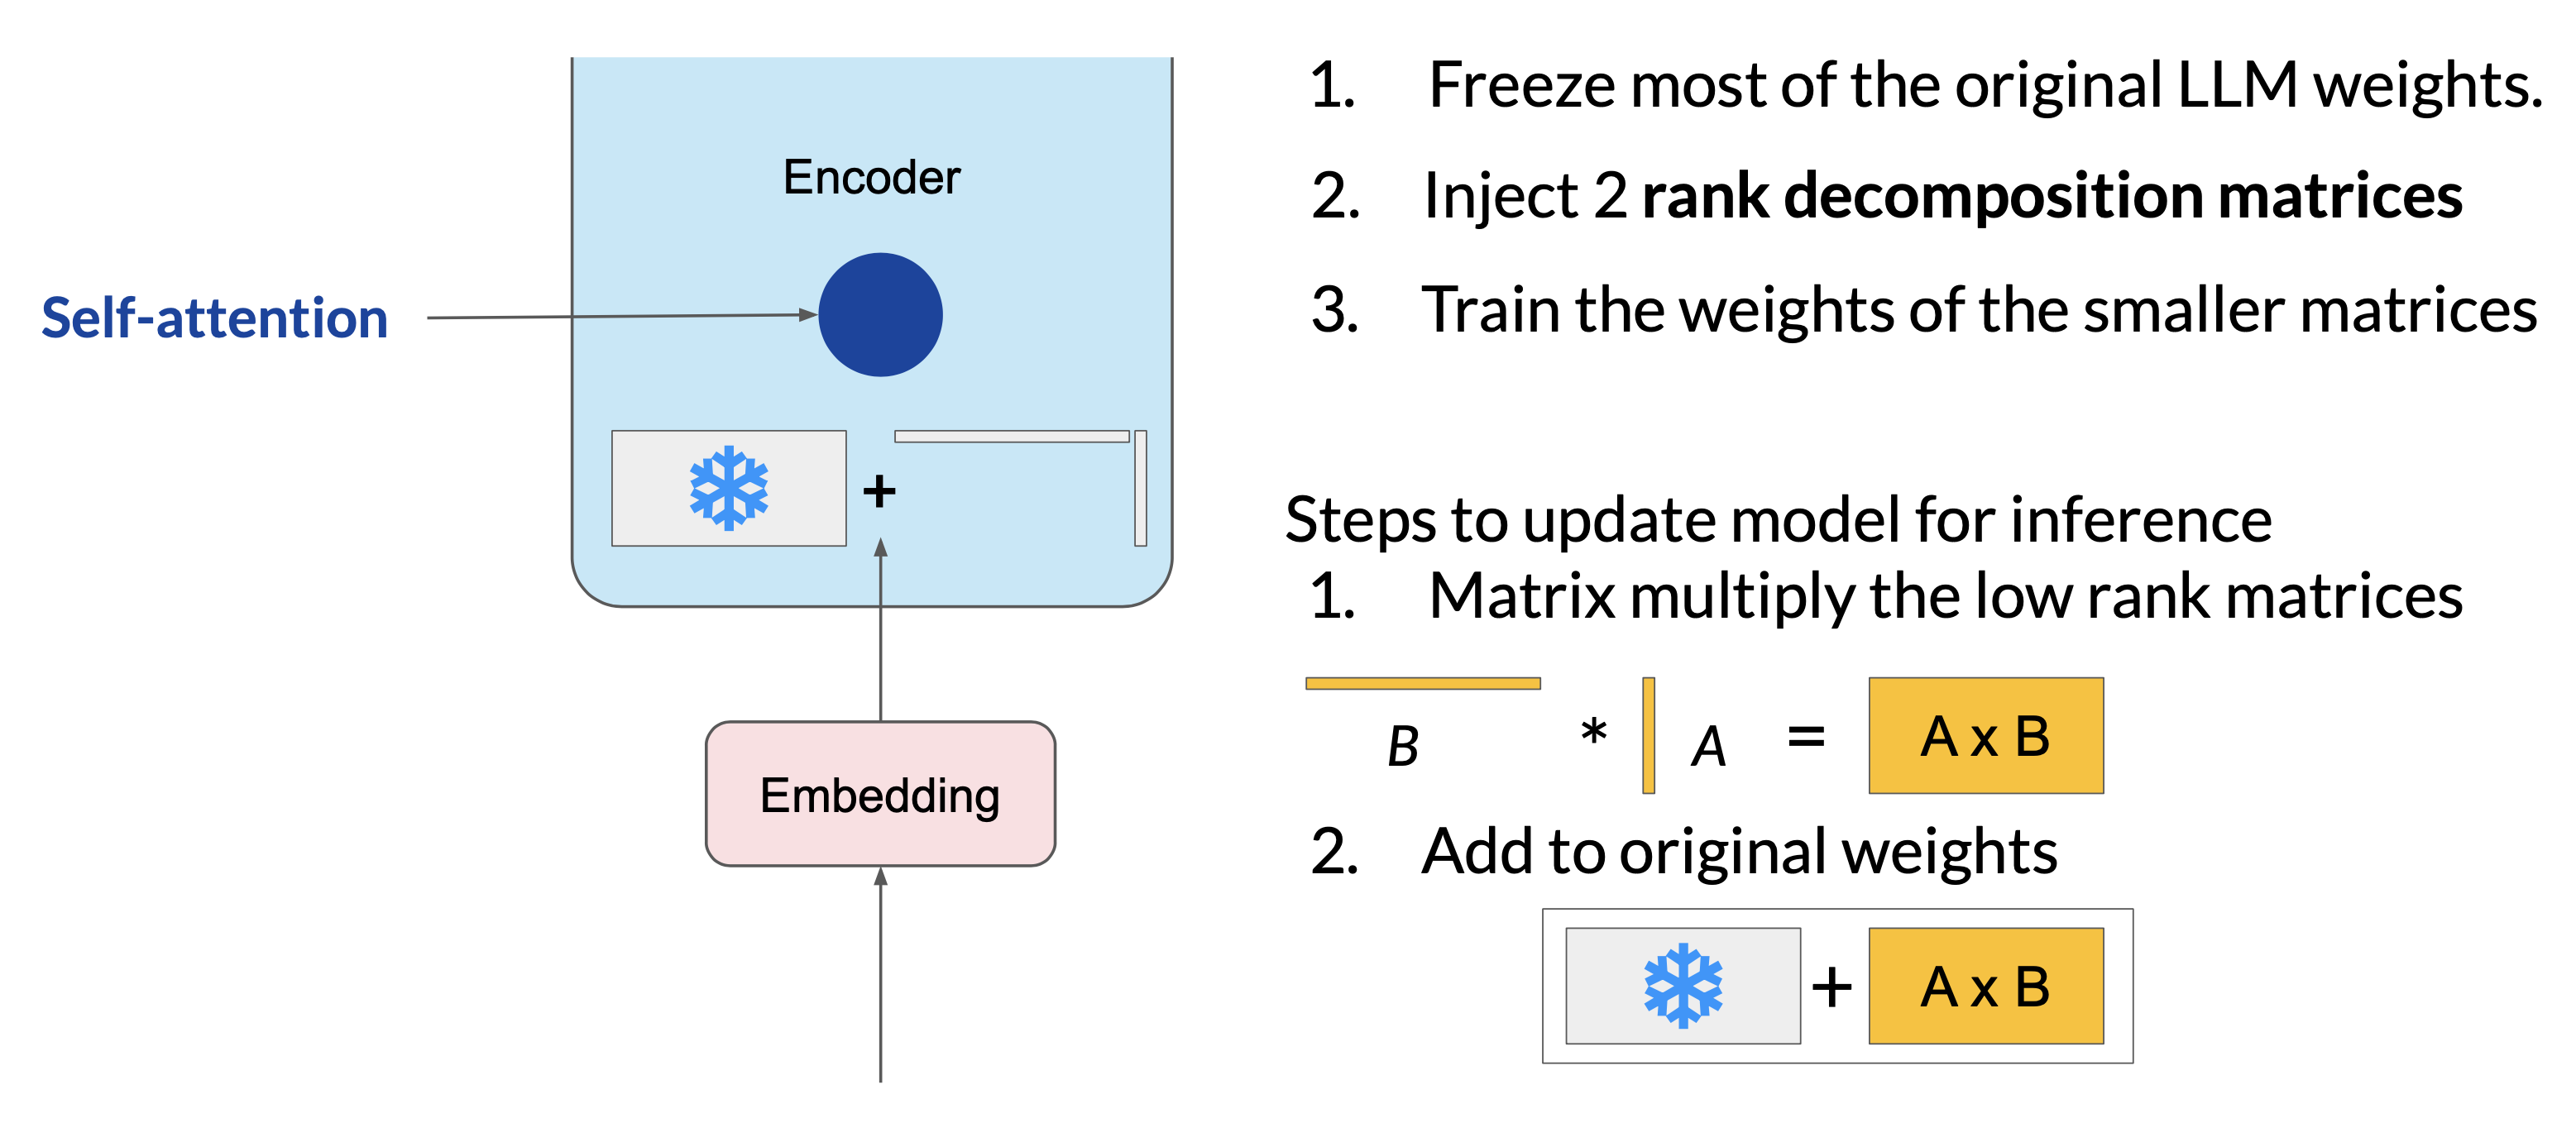 Encoder
Self-attention
+
Embedding
1. Freeze most of the original LLM weights.
2. Inject 2 rank decomposition matrices
3. Train the weights of the smaller matrices
Steps to update model for inference
1. Matrix multiply the low rank matrices
B * A = A x B
2. Add to original weights
+ A x B